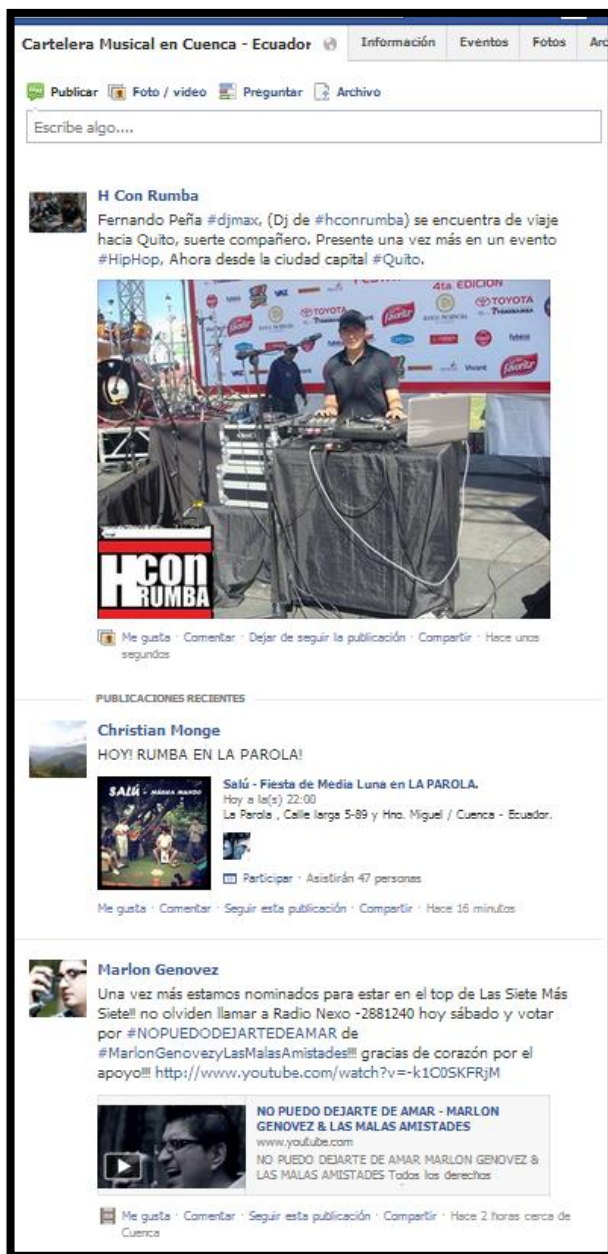 Cartelera Musical en Cuenca - Ecuador
Información
Eventos
Fotos
Publicar
Foto / video
Preguntar
Archivo
Escribe algo....
H Con Rumba
Fernando Peña #djmax, (Dj de #hconrumba) se encuentra de viaje
hacia Quito, suerte compañero. Presente una vez más en un evento
#HipHop, Ahora desde la ciudad capital #Quito.
4ta. EDICION
TOYOTA
TOYOTA
Favorita
HCON
RUMBA
Me gusta · Comentar · Dejar de seguir la publicación · Compartir · Hace unos
segundos
PUBLICACIONES RECIENTES
Christian Monge
HOY! RUMBA EN LA PAROLA!
SALÚ - MÚSICA MANDO
Salú - Fiesta de Media Luna en LA PAROLA.
Hoy a la(s) 22:00
La Parola , Calle larga 5-89 y Hno. Miguel / Cuenca - Ecuador.
Participar · Asistirán 47 personas
Me gusta · Comentar · Seguir esta publicación · Compartir · Hace 16 minutos
Marlon Genovez
Una vez más estamos nominados para estar en el top de Las Siete Más
Siete!! no olviden llamar a Radio Nexo -2881240 hoy sábado y votar
por #NOPUEDODEJARTEDEAMAR de
#MarlonGenovezyLasMalasAmistades!!! gracias de corazón por el
apoyo!!! http://www.youtube.com/watch?v=-k1C0SKFRjM
NO PUEDO DEJARTE DE AMAR - MARLON
GENOVEZ & LAS MALAS AMISTADES
www.youtube.com
NO PUEDO DEJARTE DE AMAR MARLON GENOVEZ &
LAS MALAS AMISTADES Todos los derechos
Me gusta · Comentar · Seguir esta publicación · Compartir · Hace 2 horas cerca de
Cuenca